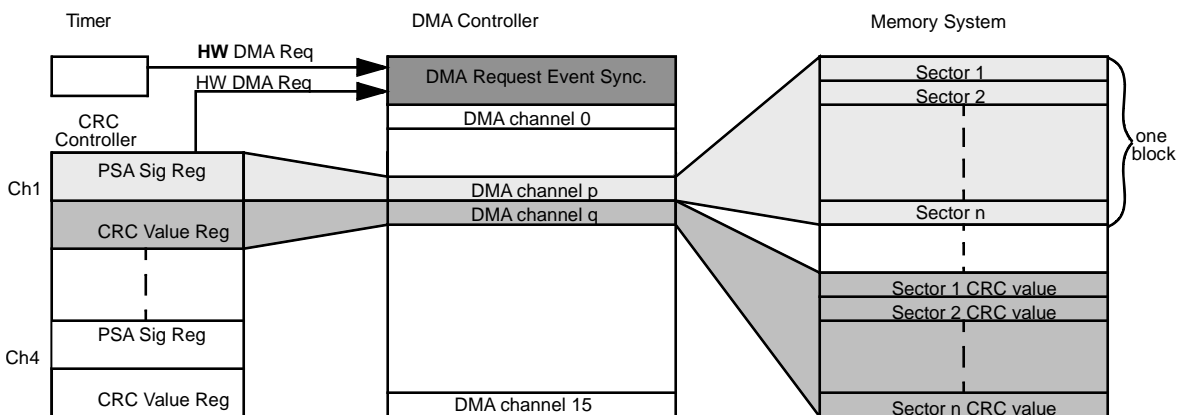 Timer
DMA Controller
Memory System
HW DMA Req
HW DMA Req
DMA Request Event Sync.
DMA channel 0
CRC
Controller
Ch1
PSA Sig Reg
CRC Value Reg
DMA channel p
DMA channel q
Sector 1
Sector 2
Sector n
one
block
Sector 1 CRC value
Sector 2 CRC value
Ch4
PSA Sig Reg
CRC Value Reg
DMA channel 15
Sector n CRC value